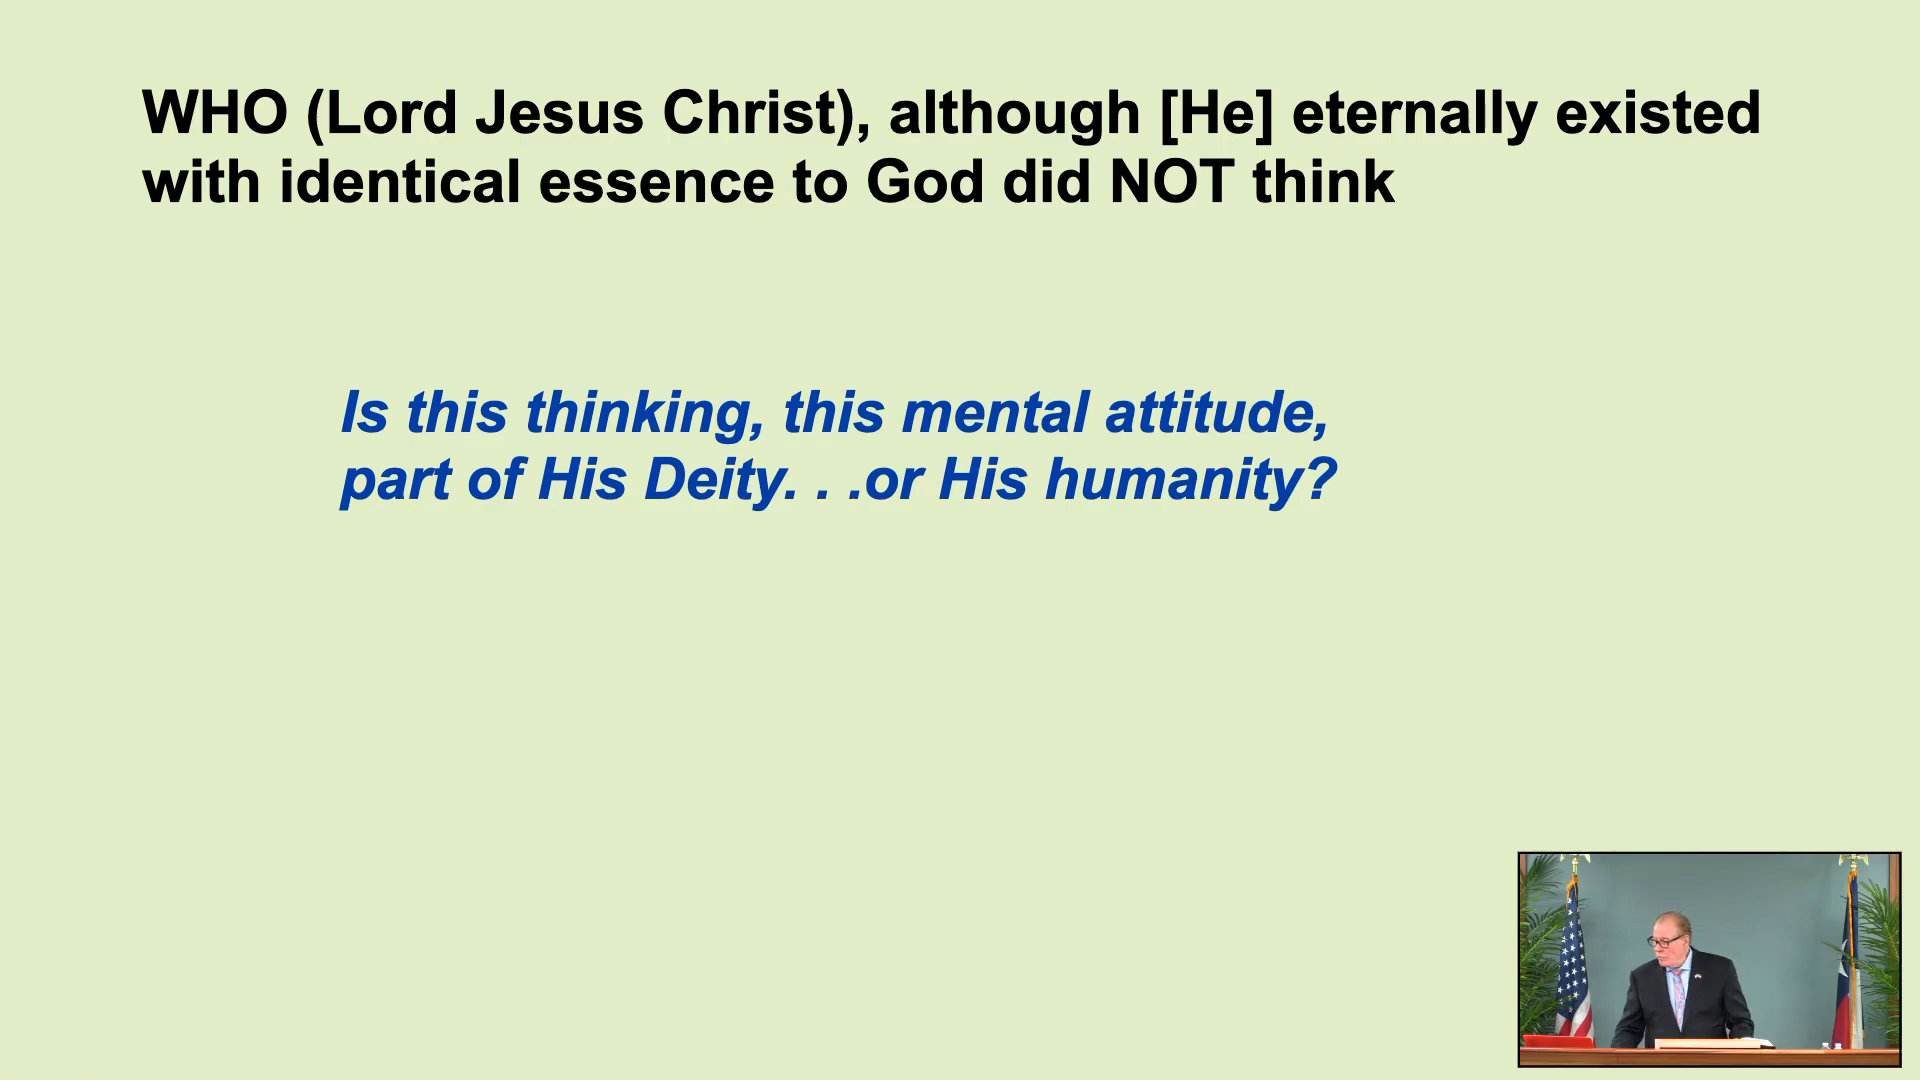 WHO (Lord Jesus Christ), although [He] eternally existed
with identical essence to God did NOT think
Is this thinking, this mental attitude,
part of His Deity. . .or His humanity?